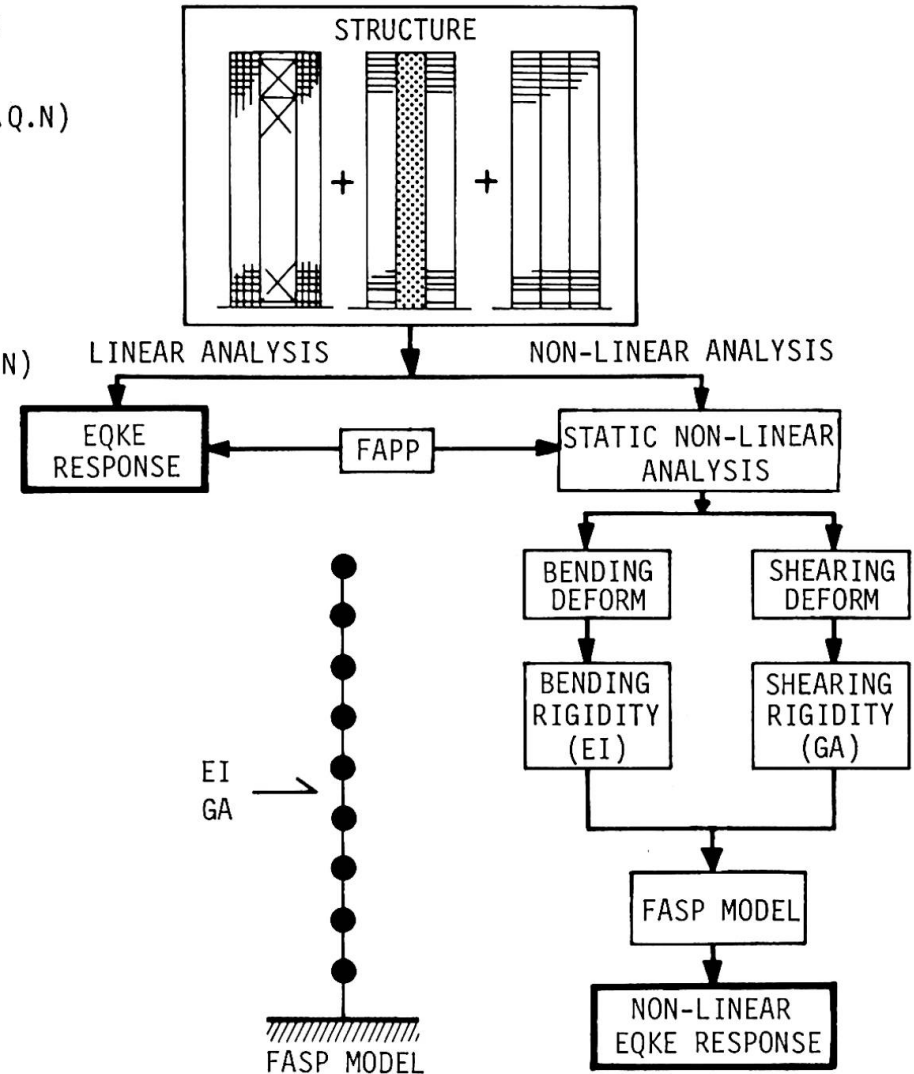 STRUCTURE
.Q.N)
+
+
N)
LINEAR ANALYSIS
NON-LINEAR ANALYSIS
EQKE
RESPONSE
FAPP
STATIC NON-LINEAR
ANALYSIS
BENDING
DEFORM
SHEARING
DEFORM
BENDING
RIGIDITY
(EI)
SHEARING
RIGIDITY
(GA)
EI
GA
FASP MODEL
NON-LINEAR
EQKE RESPONSE
FASP MODEL